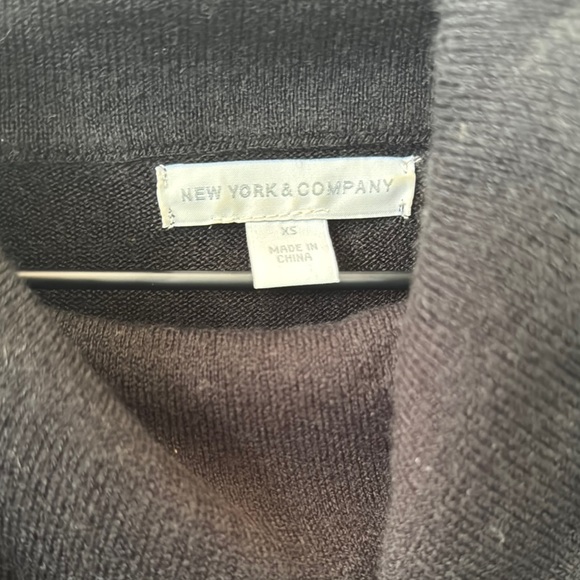 NEW YORK & COMPANY
XS
MADE IN
CHINA